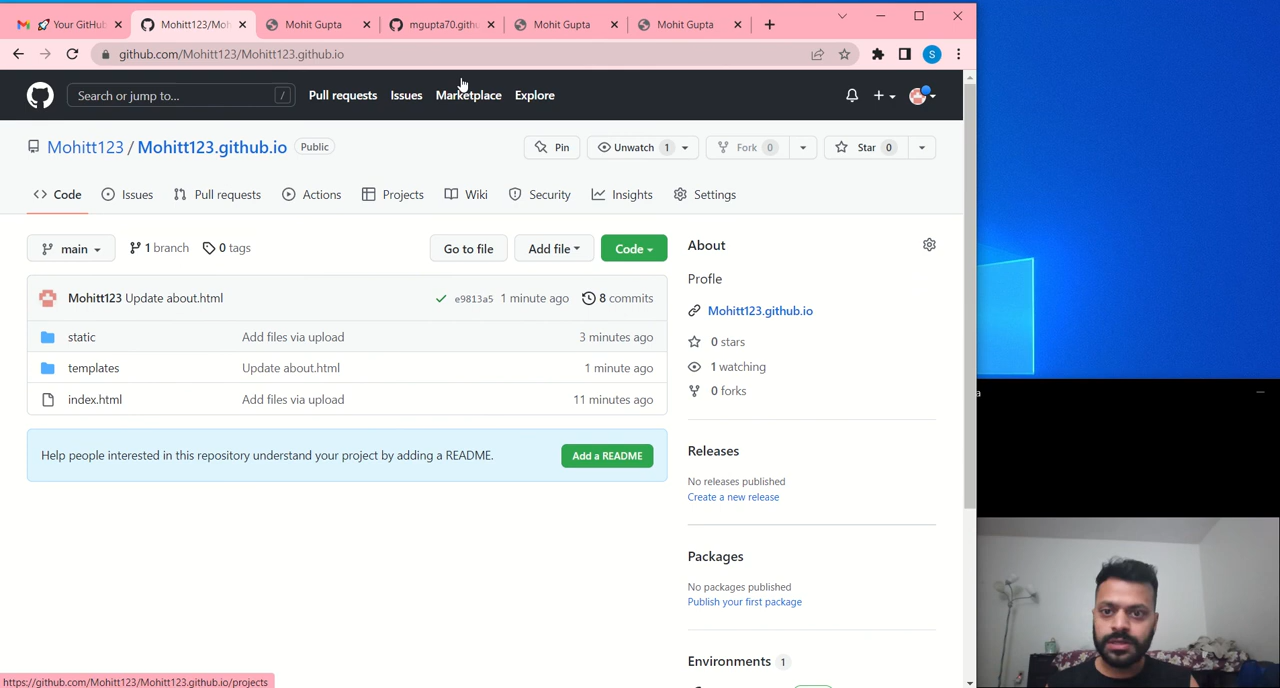 Your GitHub
Mohitt123/Moh
Mohit Gupta
mgupta70.gith
Mohit Gupta
Mohit Gupta
github.com/Mohitt123/Mohitt123.github.io
S
Search or jump to...
/
Pull requests
Issues
Marketplace
Explore
Mohitt123 / Mohitt123.github.io
Public
Pin
Unwatch 1
Fork 0
Star 0
Code
Issues
Pull requests
Actions
Projects
Wiki
Security
Insights
Settings
main
1 branch
0 tags
Go to file
Add file
Code
Mohitt123 Update about.html
e9813a5 1 minute ago
8 commits
static
Add files via upload
3 minutes ago
templates
Update about.html
1 minute ago
index.html
Add files via upload
11 minutes ago
Help people interested in this repository understand your project by adding a README.
Add a README
About
Profle
Mohitt123.github.io
0 stars
1 watching
0 forks
Releases
No releases published
Create a new release
Packages
No packages published
Publish your first package
Environments 1
https://github.com/Mohitt123/Mohitt123.github.io/projects